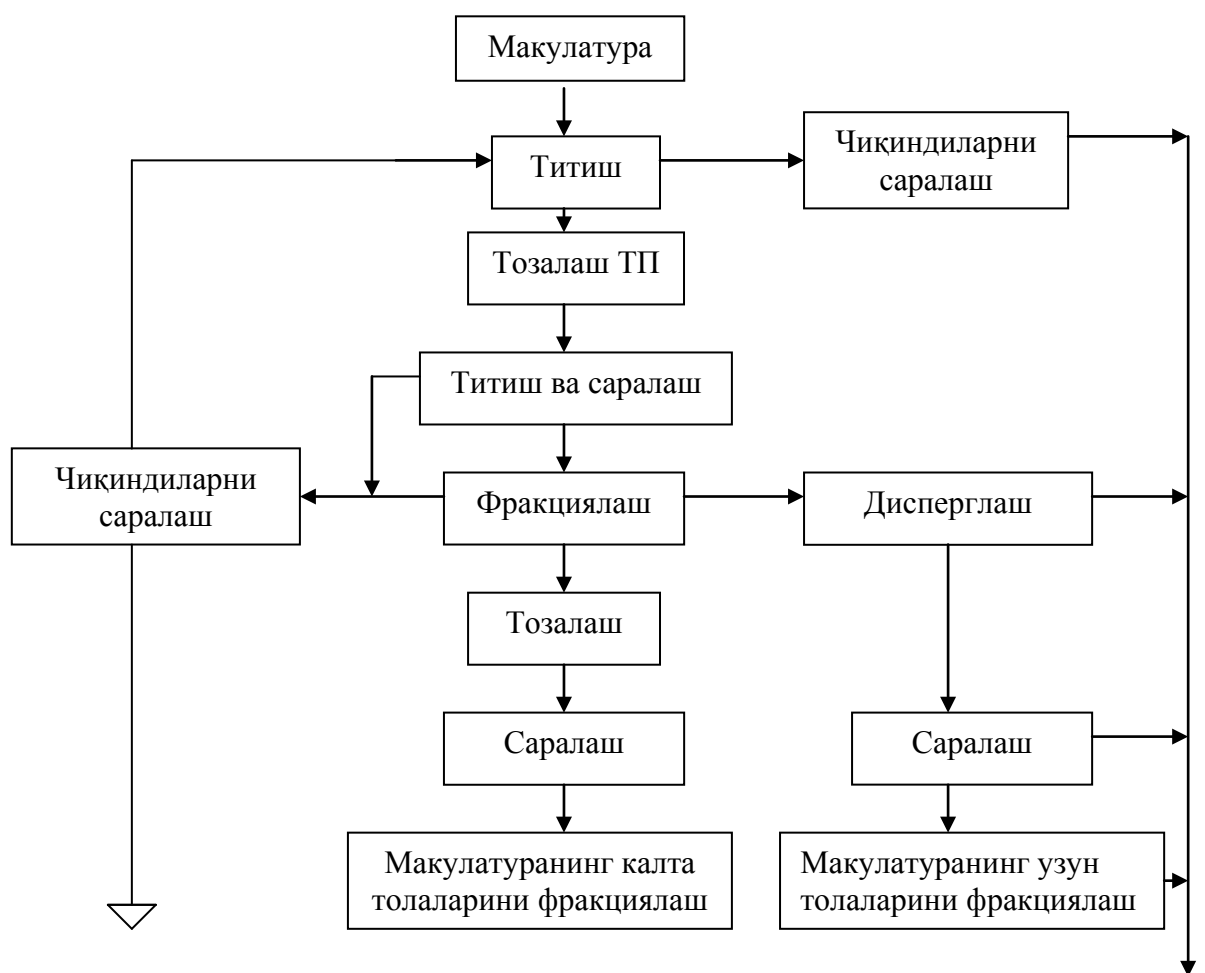 Макулатура
Титиш
Чиқиндиларни
саралаш
Тозалаш ТП
Титиш ва саралаш
Чиқиндиларни
саралаш
Фракциялаш
Дисперглаш
Тозалаш
Саралаш
Саралаш
Макулатуранинг калта
толаларини фракциялаш
Макулатуранинг узун
толаларини фракциялаш